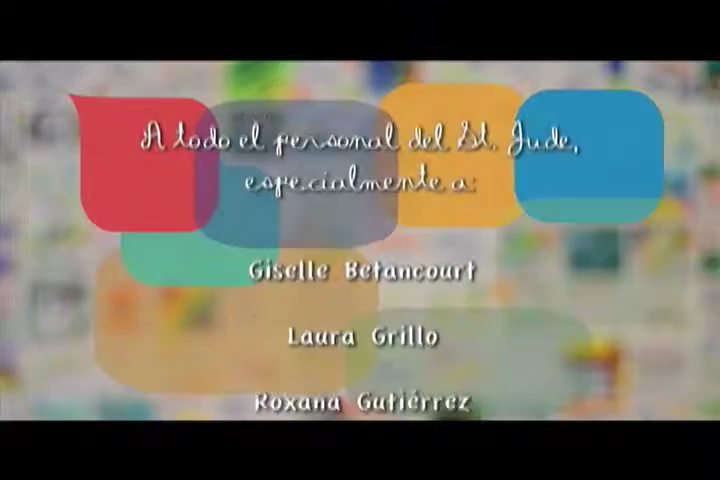 A todo el personal del St. Jude,
especialmente a:
Giselle Betancourt
Laura Grillo
Roxana Gutiérrez